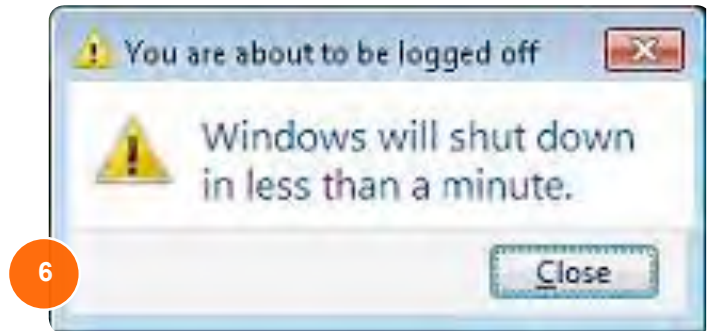 You are about to be logged off
Windows will shut down
in less than a minute.
6
Close